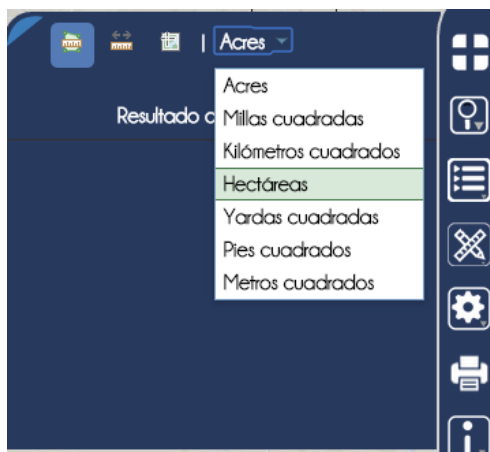 | Acres
Acres
Resultado
Millas cuadradas
Kilómetros cuadrados
Hectáreas
Yardas cuadradas
Pies cuadrados
Metros cuadrados